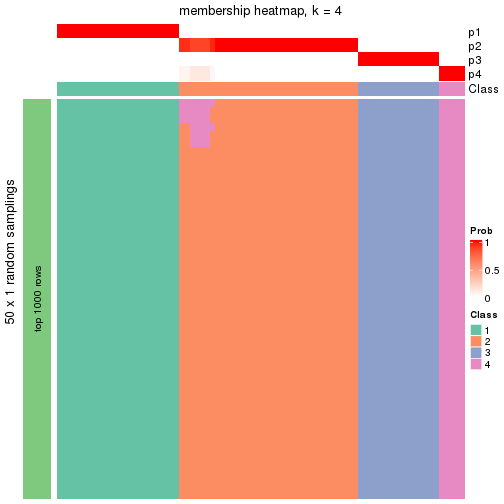 membership heatmap, k = 4
p1
p2
p3
p4
Class
50 x 1 random samplings
top 1000 rows
Prob
1
0.5
0
Class
1
2
3
4